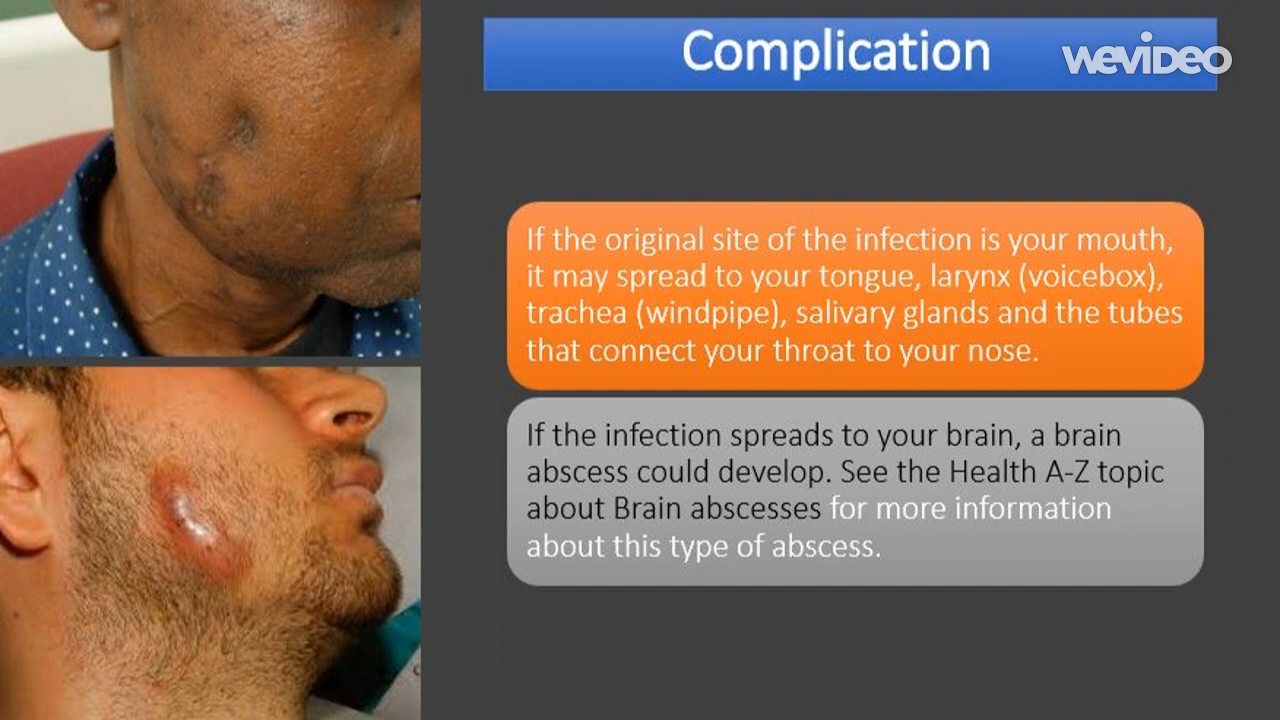 Complication
wevideo
If the original site of the infection is your mouth,
it may spread to your tongue, larynx (voicebox),
trachea (windpipe), salivary glands and the tubes
that connect your throat to your nose.
If the infection spreads to your brain, a brain
abscess could develop. See the Health A-Z topic
about Brain abscesses for more information
about this type of abscess.